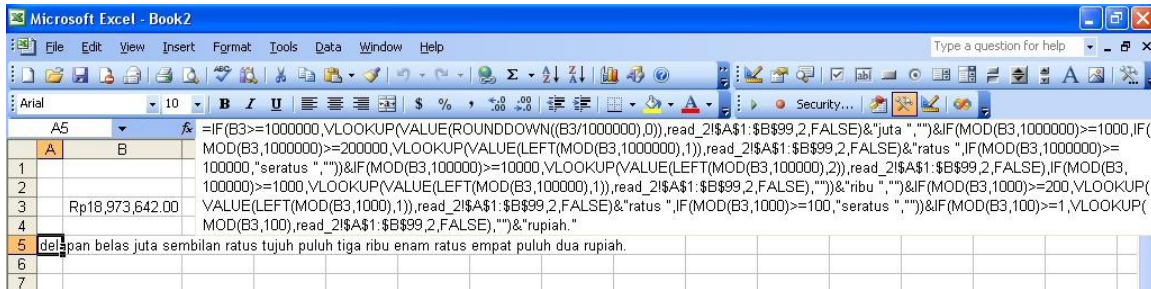 Microsoft Excel - Book2
File Edit View Insert Format Tools Data Window Help Type a question for help
ABC Σ A
Arial 10 B I U $ % , Security...
A5 fx =IF(B3>=1000000,VLOOKUP(VALUE(ROUNDDOWN((B3/1000000),0)),read_2!$A$1:$B$99,2,FALSE)&"juta ","")&IF(MOD(B3,1000000)>=1000,IF(
A B MOD(B3,1000000)>=200000,VLOOKUP(VALUE(LEFT(MOD(B3,1000000),1)),read_2!$A$1:$B$99,2,FALSE)&"ratus ",IF(MOD(B3,1000000)>=
1 100000,"seratus ",""))&IF(MOD(B3,100000)>=10000,VLOOKUP(VALUE(LEFT(MOD(B3,100000),2)),read_2!$A$1:$B$99,2,FALSE),IF(MOD(B3,
2 100000)>=1000,VLOOKUP(VALUE(LEFT(MOD(B3,100000),1)),read_2!$A$1:$B$99,2,FALSE),""))&"ribu ","")&IF(MOD(B3,1000)>=200,VLOOKUP(
3 Rp18,973,642.00 VALUE(LEFT(MOD(B3,1000),1)),read_2!$A$1:$B$99,2,FALSE)&"ratus ",IF(MOD(B3,1000)>=100,"seratus ",""))&IF(MOD(B3,100)>=1,VLOOKUP(
4 MOD(B3,100),read_2!$A$1:$B$99,2,FALSE),"")&"rupiah."
5 delapan belas juta sembilan ratus tujuh puluh tiga ribu enam ratus empat puluh dua rupiah.
6
7